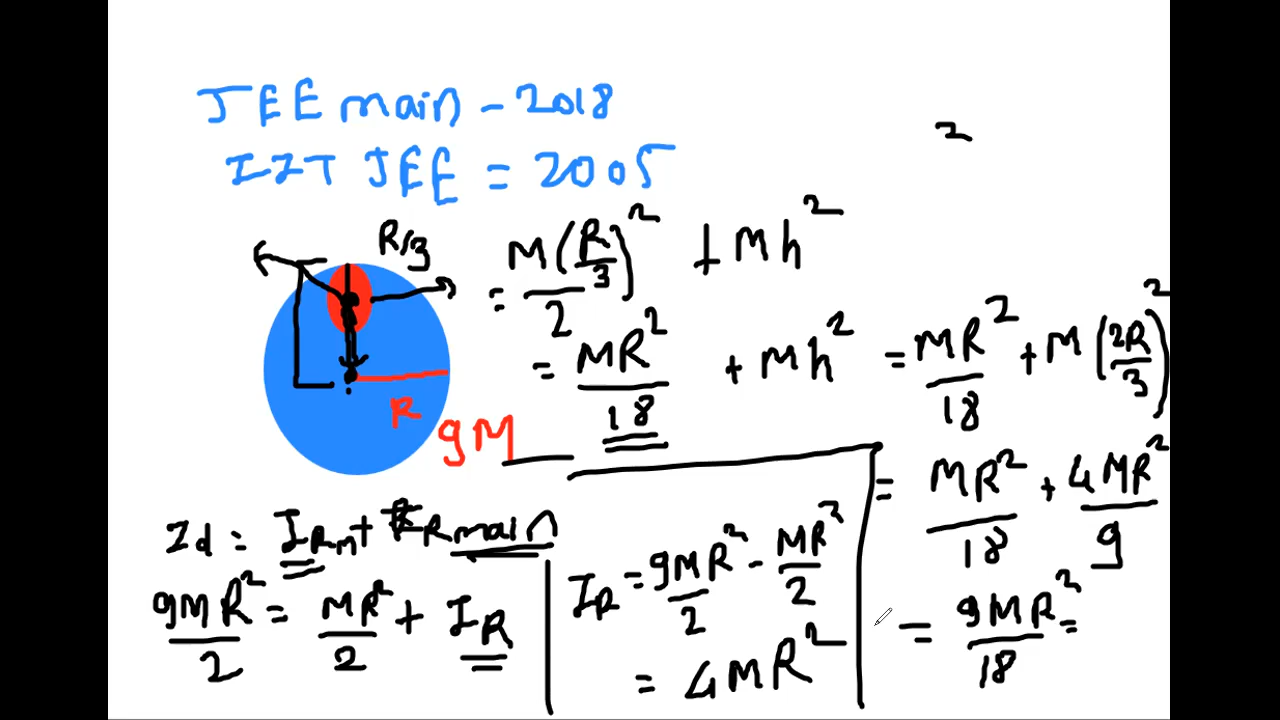 JEE main - 2018
IIT JEE = 2005
2
R/3
= M(R/3)²/2 + Mh²
= MR²/18 + Mh²
= MR²/18 + M(2R/3)²
R
9M
= MR²/18 + 4MR²/9
= 9MR²/18 =
Id = IRm + IRmain
9MR²/2 = MR²/2 + IR
IR = 9MR²/2 - MR²/2
= 4MR²